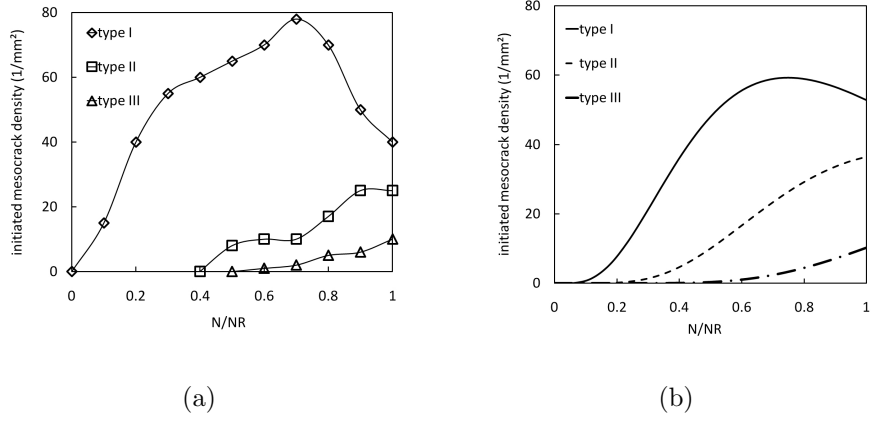 80
60
40
20
0
initiated mesocrack density (1/mm²)
type I
type II
type III
0 0.2 0.4 0.6 0.8 1
N/NR
(a)
80
60
40
20
0
initiated mesocrack density (1/mm²)
type I
type II
type III
0 0.2 0.4 0.6 0.8 1
N/NR
(b)